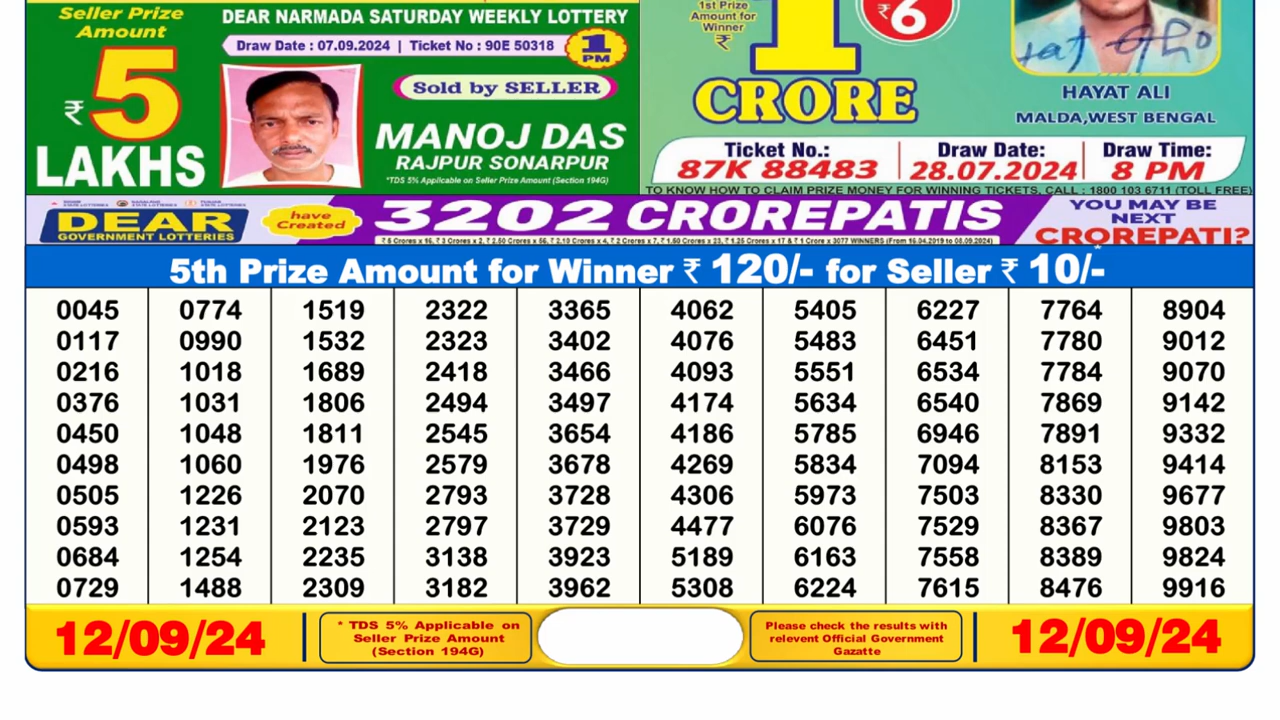 Seller Prize
Amount
₹ 5
LAKHS
DEAR NARMADA SATURDAY WEEKLY LOTTERY
Draw Date : 07.09.2024 | Ticket No : 90E 50318
1 PM
Sold by SELLER
MANOJ DAS
RAJPUR SONARPUR
*TDS 5% Applicable on Seller Prize Amount (Section 194G)
1st Prize
Amount for
Winner
₹
1
CRORE
₹6
HAYAT ALI
MALDA,WEST BENGAL
Ticket No.: Draw Date: Draw Time:
87K 88483 28.07.2024 8 PM
TO KNOW HOW TO CLAIM PRIZE MONEY FOR WINNING TICKETS, CALL : 1800 103 6711 (TOLL FREE)
DEAR
GOVERNMENT LOTTERIES
have
Created
3202 CROREPATIS
YOU MAY BE
NEXT
CROREPATI?
5th Prize Amount for Winner ₹ 120/- for Seller ₹ 10/-*
0045 0774 1519 2322 3365 4062 5405 6227 7764 8904
0117 0990 1532 2323 3402 4076 5483 6451 7780 9012
0216 1018 1689 2418 3466 4093 5551 6534 7784 9070
0376 1031 1806 2494 3497 4174 5634 6540 7869 9142
0450 1048 1811 2545 3654 4186 5785 6946 7891 9332
0498 1060 1976 2579 3678 4269 5834 7094 8153 9414
0505 1226 2070 2793 3728 4306 5973 7503 8330 9677
0593 1231 2123 2797 3729 4477 6076 7529 8367 9803
0684 1254 2235 3138 3923 5189 6163 7558 8389 9824
0729 1488 2309 3182 3962 5308 6224 7615 8476 9916
12/09/24
* TDS 5% Applicable on
Seller Prize Amount
(Section 194G)
Please check the results with
relevent Official Government
Gazatte
12/09/24